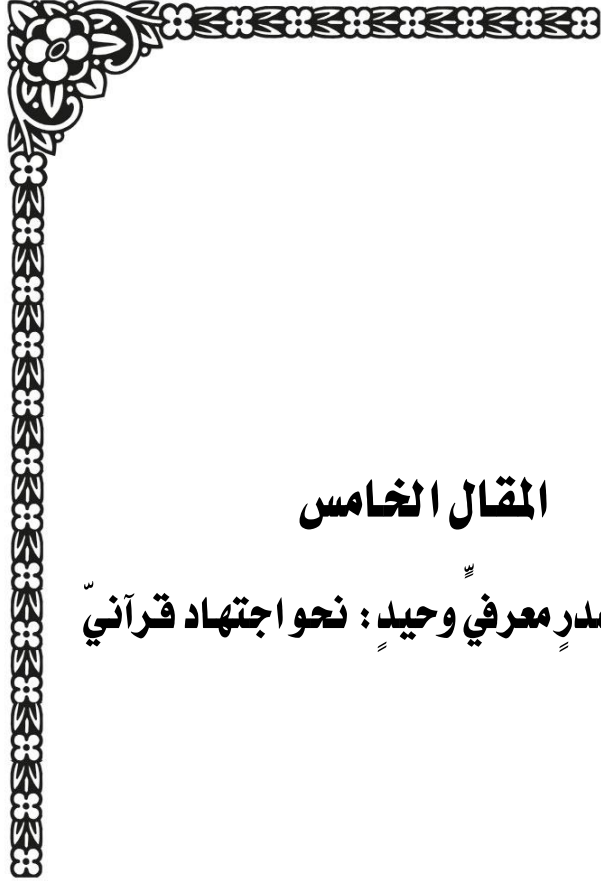 المقال الخامس
معرفيٍّ وحيدٍ: نحو اجتهاد قرآنيّ